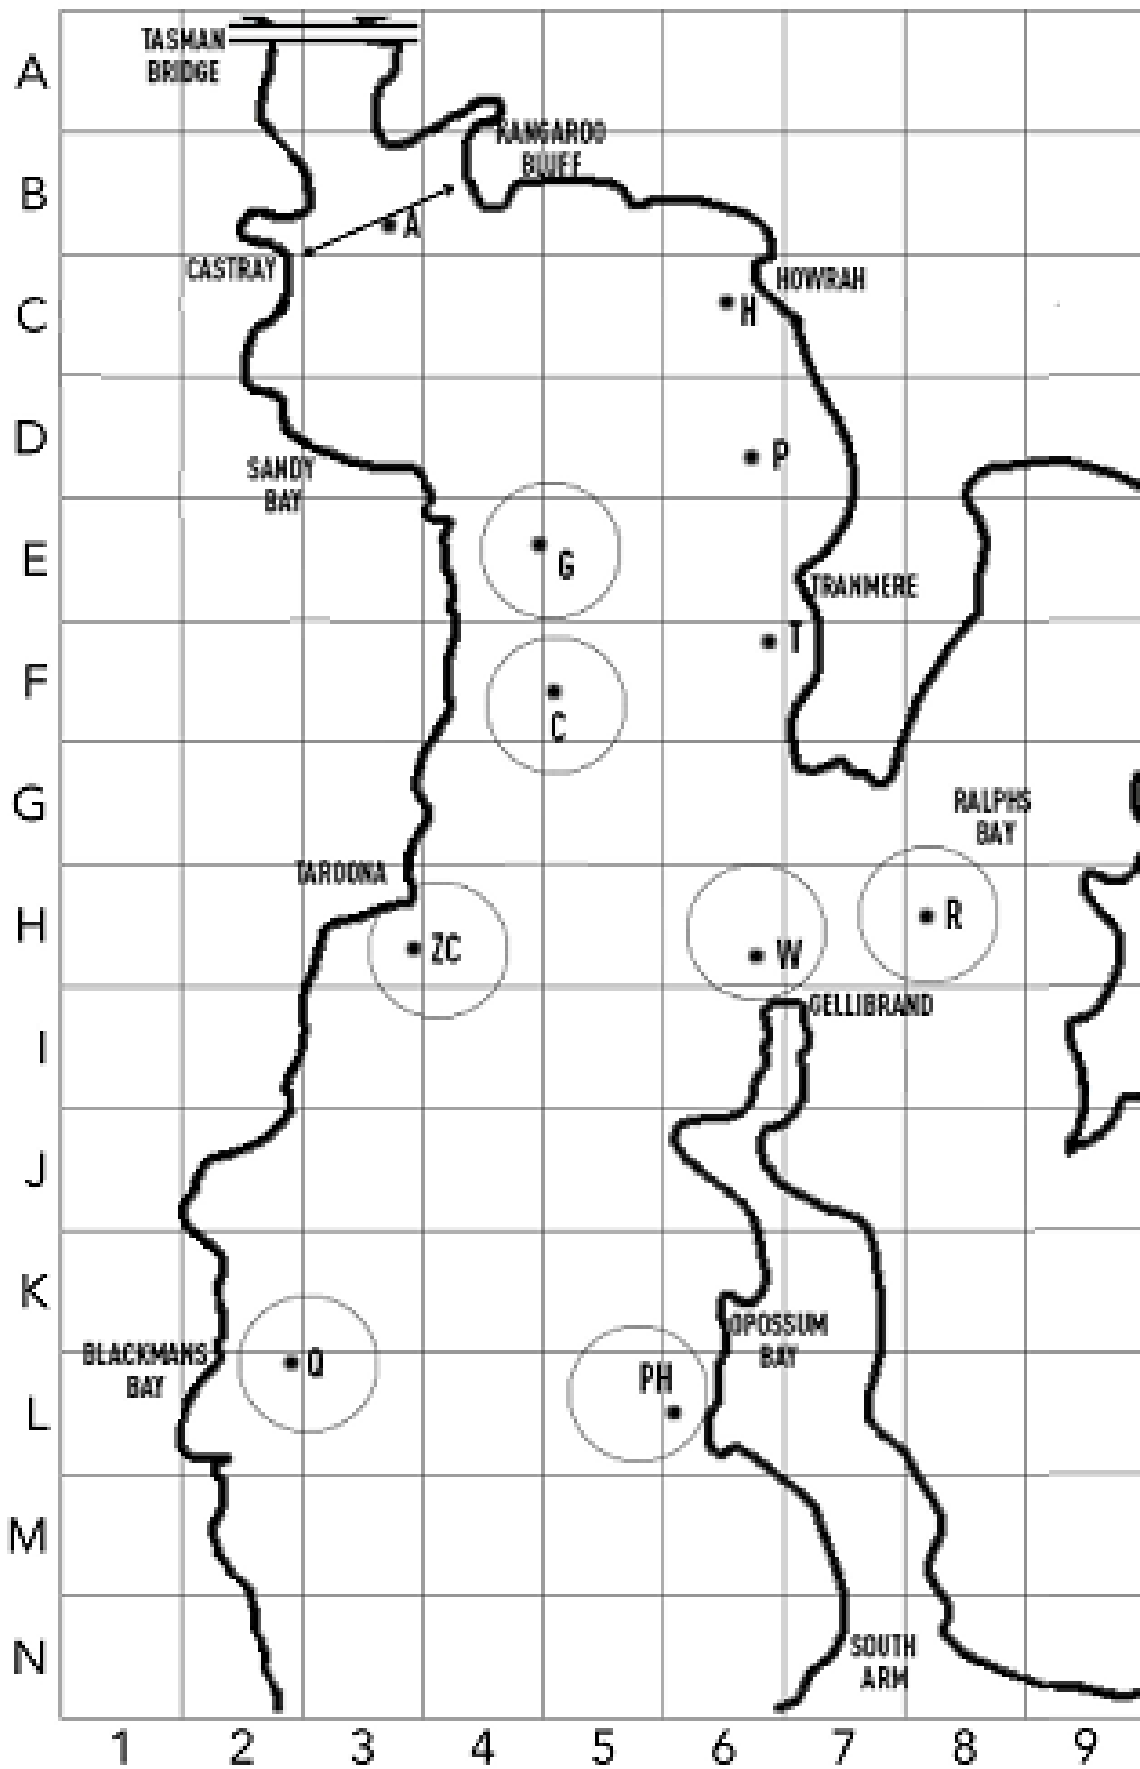 TASMAN
BRIDGE
A
KANGAROO
BLUFF
B
A
CASTRAY
HOWRAH
C
H
D
P
SANDY
BAY
E
G
TRANMERE
T
F
C
G
RALPHS
BAY
TAROONA
H
R
ZC
W
GELLIBRAND
I
J
K
OPOSSUM
BAY
BLACKMANS
BAY
Q
PH
L
M
N
SOUTH
ARM
1 2 3 4 5 6 7 8 9